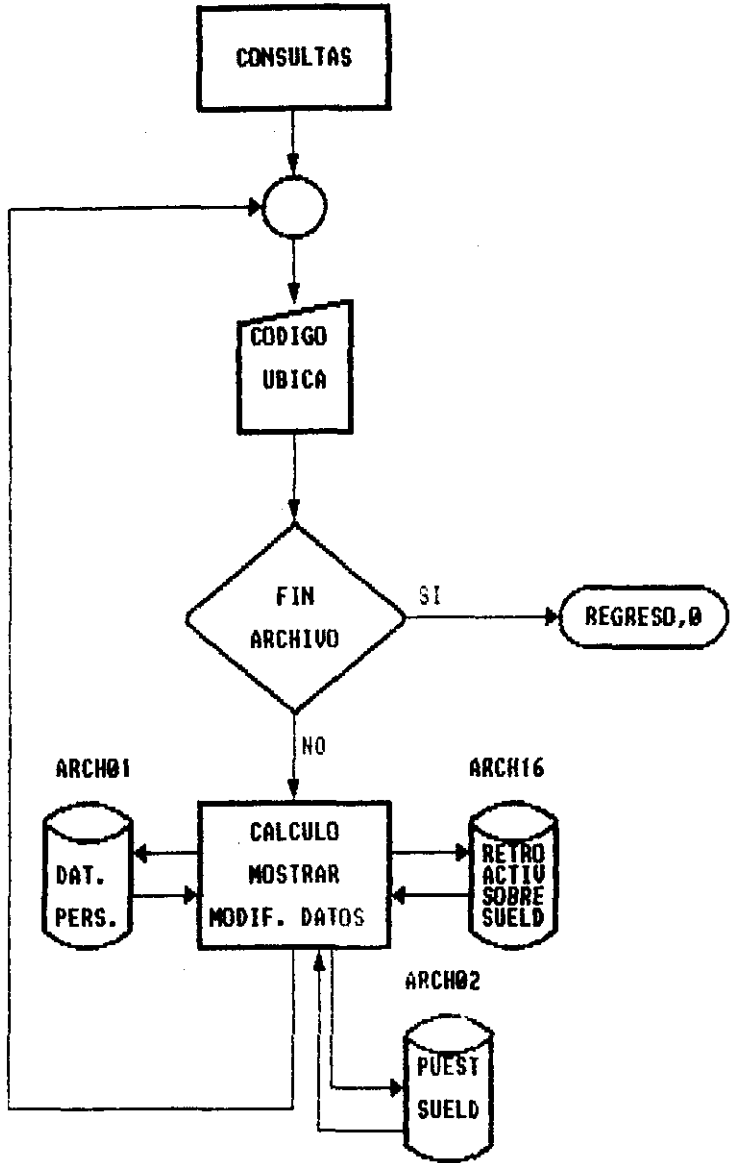 CONSULTAS
CODIGO
UBICA
FIN
ARCHIVO
SI
REGRESO,0
NO
ARCH01
ARCH16
DAT.
PERS.
CALCULO
MOSTRAR
MODIF. DATOS
RETRO
ACTIV
SOBRE
SUELD
ARCH02
PUEST
SUELD